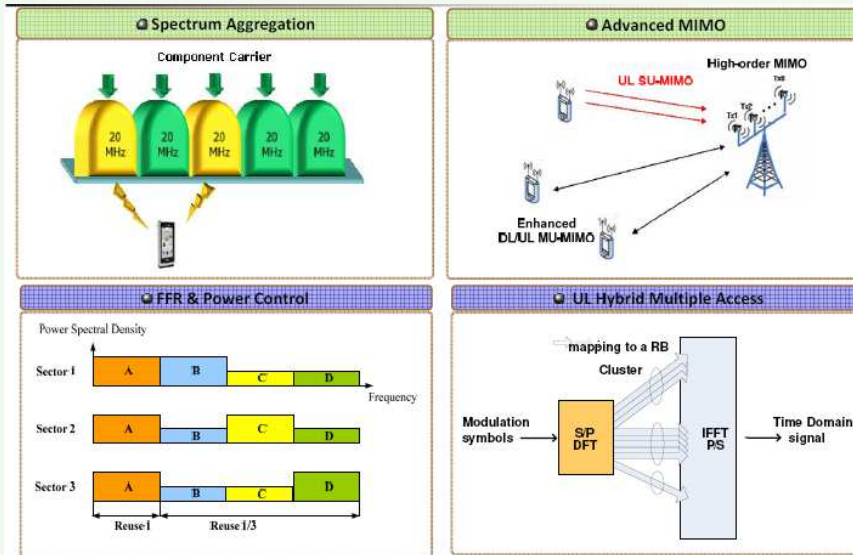 Spectrum Aggregation
Component Carrier
20 MHz
20 MHz
20 MHz
20 MHz
20 MHz
Advanced MIMO
High-order MIMO
UL SU-MIMO
Tx1
Tx2
Tx8
Enhanced
DL/UL MU-MIMO
FFR & Power Control
Power Spectral Density
Sector 1
A
B
C
D
Frequency
Sector 2
A
B
C
D
Sector 3
A
B
C
D
Reuse 1
Reuse 1/3
UL Hybrid Multiple Access
mapping to a RB
Cluster
Modulation
symbols
S/P
DFT
IFFT
P/S
Time Domain
signal